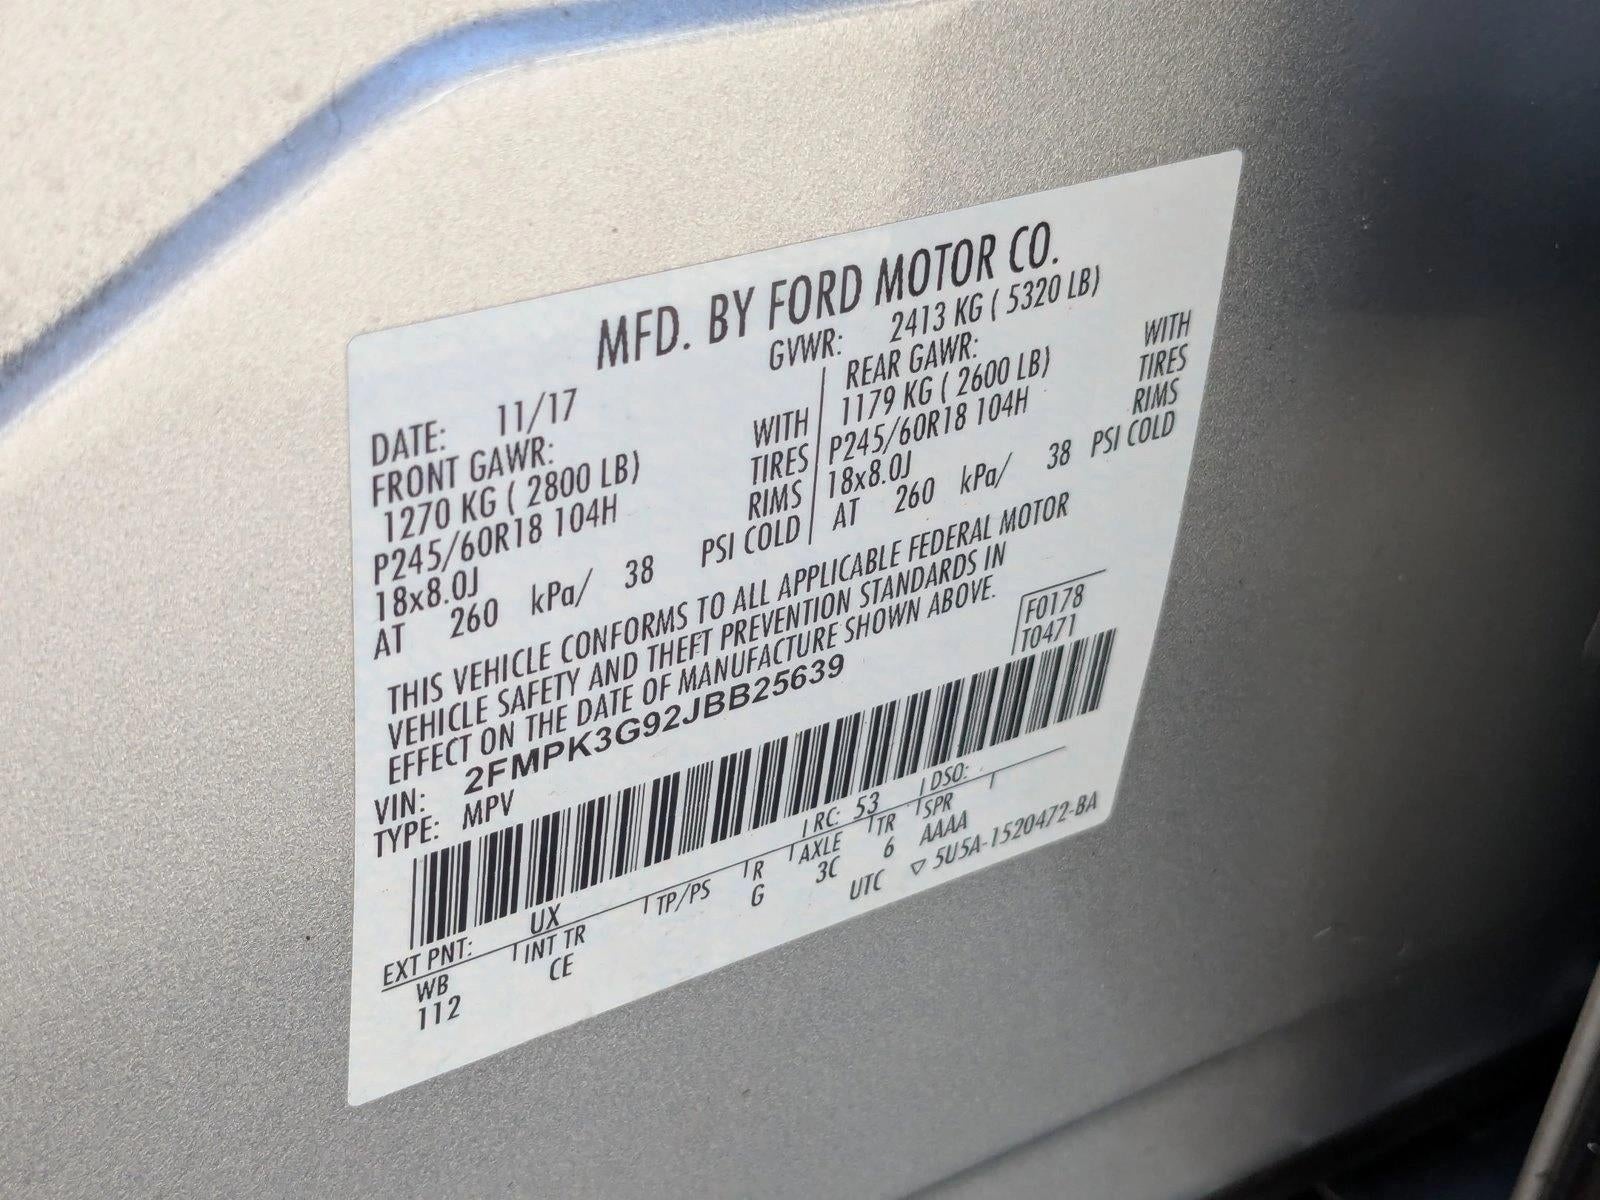 MFD. BY FORD MOTOR CO.
DATE: 11/17 GVWR: 2413 KG ( 5320 LB)
FRONT GAWR: REAR GAWR:
1270 KG ( 2800 LB) WITH 1179 KG ( 2600 LB) WITH
P245/60R18 104H TIRES P245/60R18 104H TIRES
18x8.0J RIMS 18x8.0J RIMS
AT 260 kPa/ 38 PSI COLD AT 260 kPa/ 38 PSI COLD
THIS VEHICLE CONFORMS TO ALL APPLICABLE FEDERAL MOTOR
VEHICLE SAFETY AND THEFT PREVENTION STANDARDS IN
EFFECT ON THE DATE OF MANUFACTURE SHOWN ABOVE.
VIN: 2FMPK3G92JBB25639 F0178
TYPE: MPV T0471
EXT PNT: UX RC: 53 DSO:
WB INT TR TP/PS R AXLE TR SPR
112 CE G 3C 6 AAAA
UTC ▽ 5U5A-1520472-BA